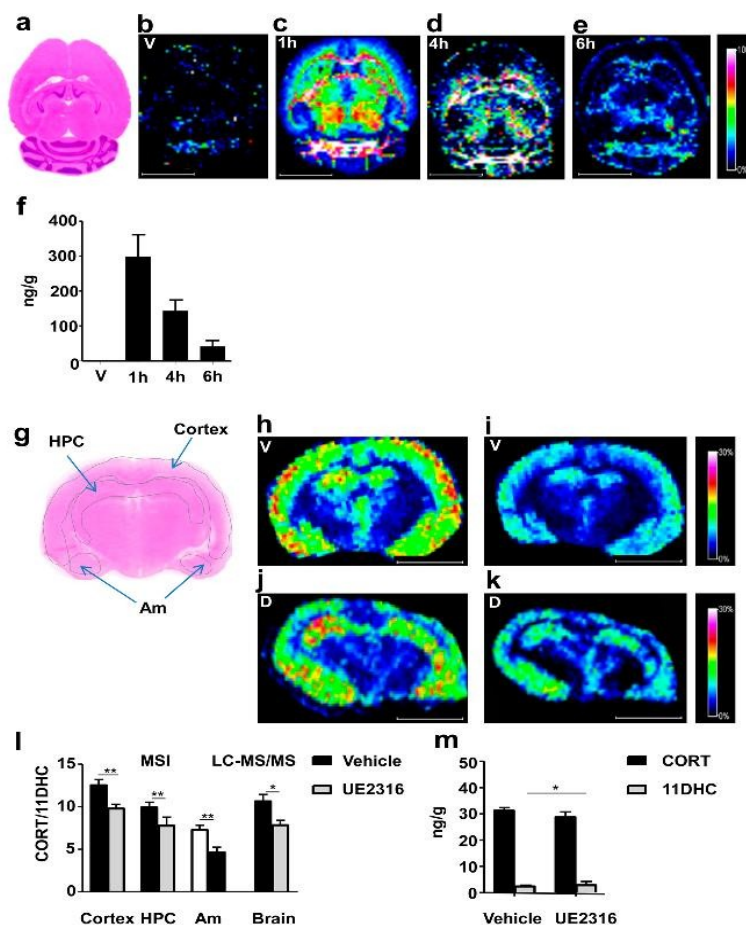 a
b
c
d
e
V
1h
4h
6h
0%
f
400
300
200
100
0
ng/g
V
1h
4h
6h
g
HPC
Cortex
Am
h
V
i
V
30%
0%
j
D
k
D
30%
0%
l
MSI
LC-MS/MS
Vehicle
UE2316
CORT/11DHC
15
10
5
**
**
**
*
Cortex
HPC
Am
Brain
m
CORT
11DHC
ng/g
50
40
30
20
10
0
*
Vehicle
UE2316